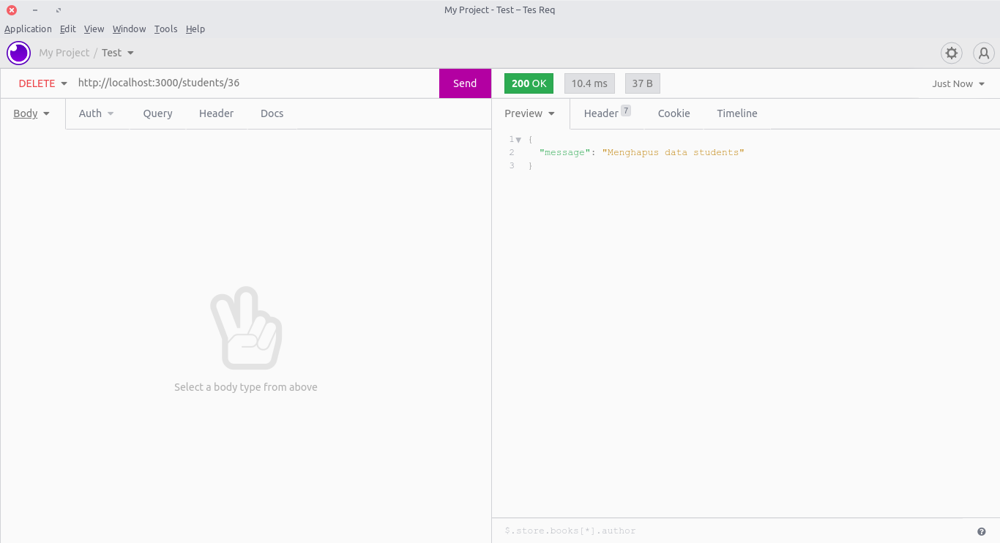 My Project - Test – Tes Req
Application Edit View Window Tools Help
My Project / Test
DELETE http://localhost:3000/students/36 Send
200 OK 10.4 ms 37 B Just Now
Body Auth Query Header Docs
Preview Header 7 Cookie Timeline
1 {
2 "message": "Menghapus data students"
3 }
Select a body type from above
$.store.books[*].author